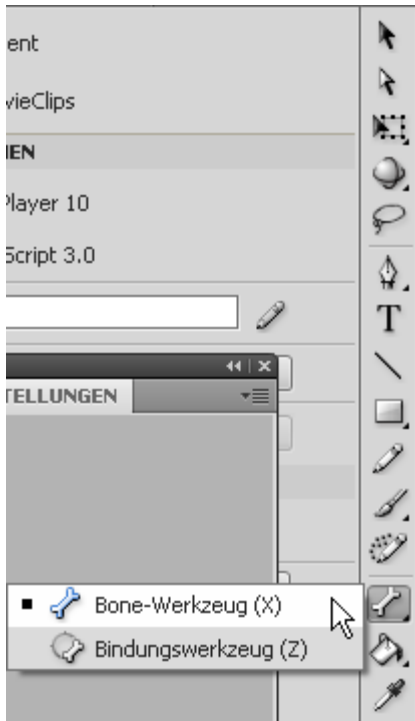 ent
vieClips
IEN
Player 10
Script 3.0
T
TELLUNGEN
Bone-Werkzeug (X)
Bindungswerkzeug (Z)